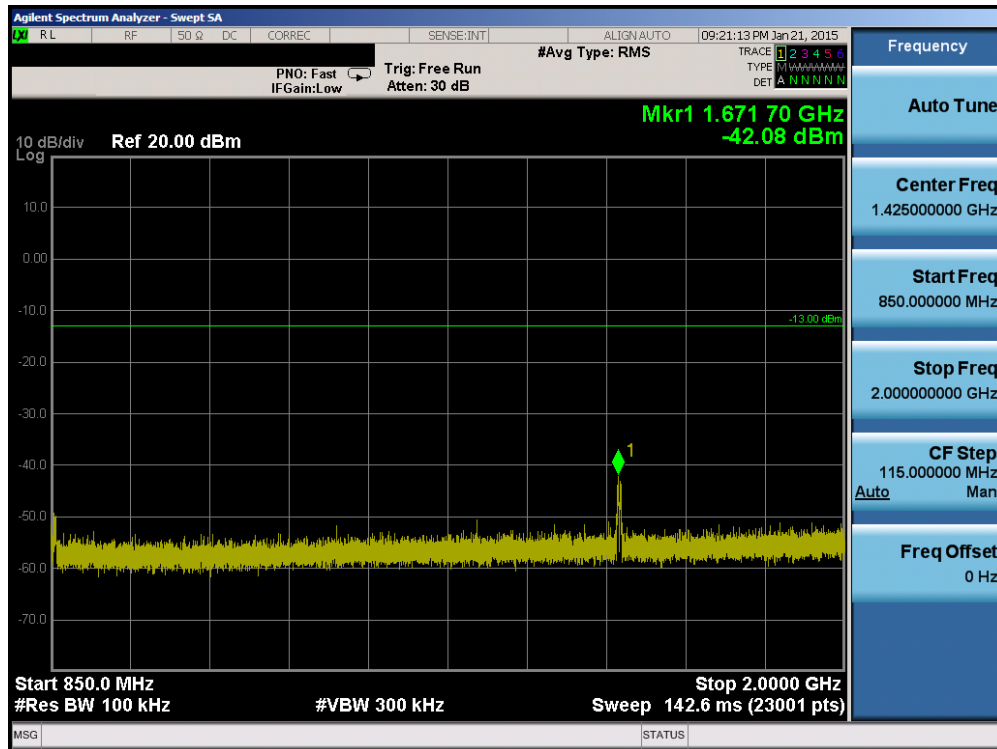 Agilent Spectrum Analyzer - Swept SA
LXI RL RF 50 Ω DC CORREC SENSE:INT ALIGN AUTO 09:21:13 PM Jan 21, 2015
#Avg Type: RMS TRACE 1 2 3 4 5 6
PNO: Fast Trig: Free Run TYPE M
IFGain:Low Atten: 30 dB DET A N N N N N
Mkr1 1.671 70 GHz
-42.08 dBm
10 dB/div Ref 20.00 dBm
Log
10.0
0.00
-10.0
-13.00 dBm
-20.0
-30.0
-40.0
1
-50.0
-60.0
-70.0
Start 850.0 MHz Stop 2.0000 GHz
#Res BW 100 kHz #VBW 300 kHz Sweep 142.6 ms (23001 pts)
MSG STATUS
Frequency
Auto Tune
Center Freq
1.425000000 GHz
Start Freq
850.000000 MHz
Stop Freq
2.000000000 GHz
CF Step
115.000000 MHz
Auto Man
Freq Offset
0 Hz